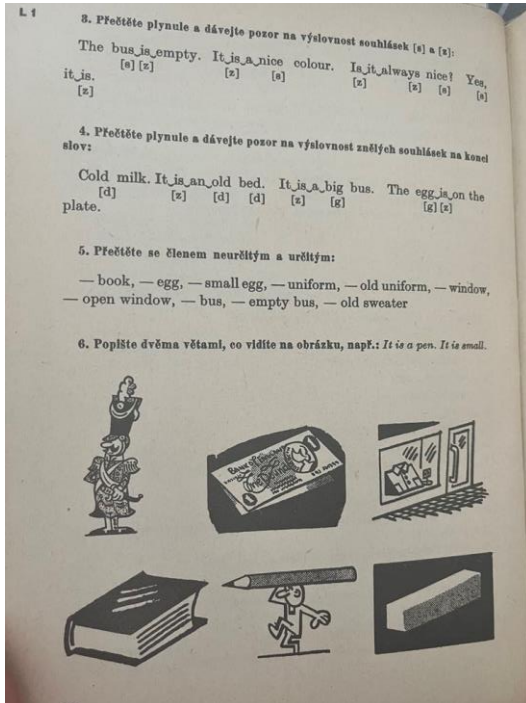 L 1
3. Přečtěte plynule a dávejte pozor na výslovnost souhlásek [s] a [z]:
The bus‿is‿empty. It‿is‿a‿nice colour. Is‿it‿always nice? Yes,
[s] [z] [z] [s] [z] [z] [s] [s]
it‿is.
[z]
4. Přečtěte plynule a dávejte pozor na výslovnost znělých souhlásek na konci
slov:
Cold milk. It‿is‿an‿old bed. It‿is‿a‿big bus. The egg‿is‿on the
[d] [z] [d] [d] [z] [g] [g] [z]
plate.
5. Přečtěte se členem neurčitým a určitým:
— book, — egg, — small egg, — uniform, — old uniform, — window,
— open window, — bus, — empty bus, — old sweater
6. Popište dvěma větami, co vidíte na obrázku, např.: It is a pen. It is small.
BANK OF ENGLAND